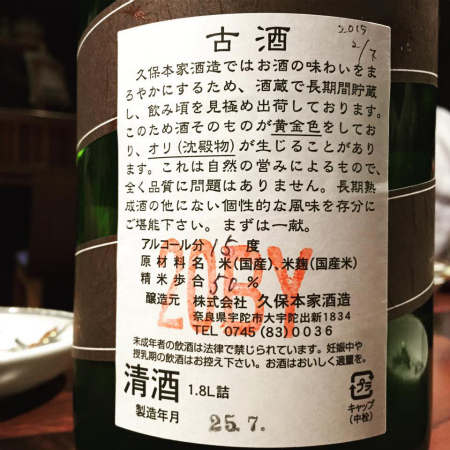 古酒
2019
2/7
久保本家酒造ではお酒の味わいをま
ろやかにするため、酒蔵で長期間貯蔵
し、飲み頃を見極め出荷しております。
このため酒そのものが黄金色をしてお
り、オリ(沈殿物)が生じることがあり
ます。これは自然の営みによるもので、
全く品質に問題はありません。長期熟
成酒の他にない個性的な風味を存分に
ご堪能下さい。まずは一献。
アルコール分15度
原材料名 米(国産)、米麹(国産米)
精米歩合50%
醸造元 株式会社 久保本家酒造
奈良県宇陀市大宇陀出新1834
TEL 0745(83)0036
未成年者の飲酒は法律で禁じられています。妊娠中や
授乳期の飲酒はお控え下さい。お酒はおいしく適量を。
清酒 1.8L詰
製造年月 25.7.
プラ
キャップ
(中栓)